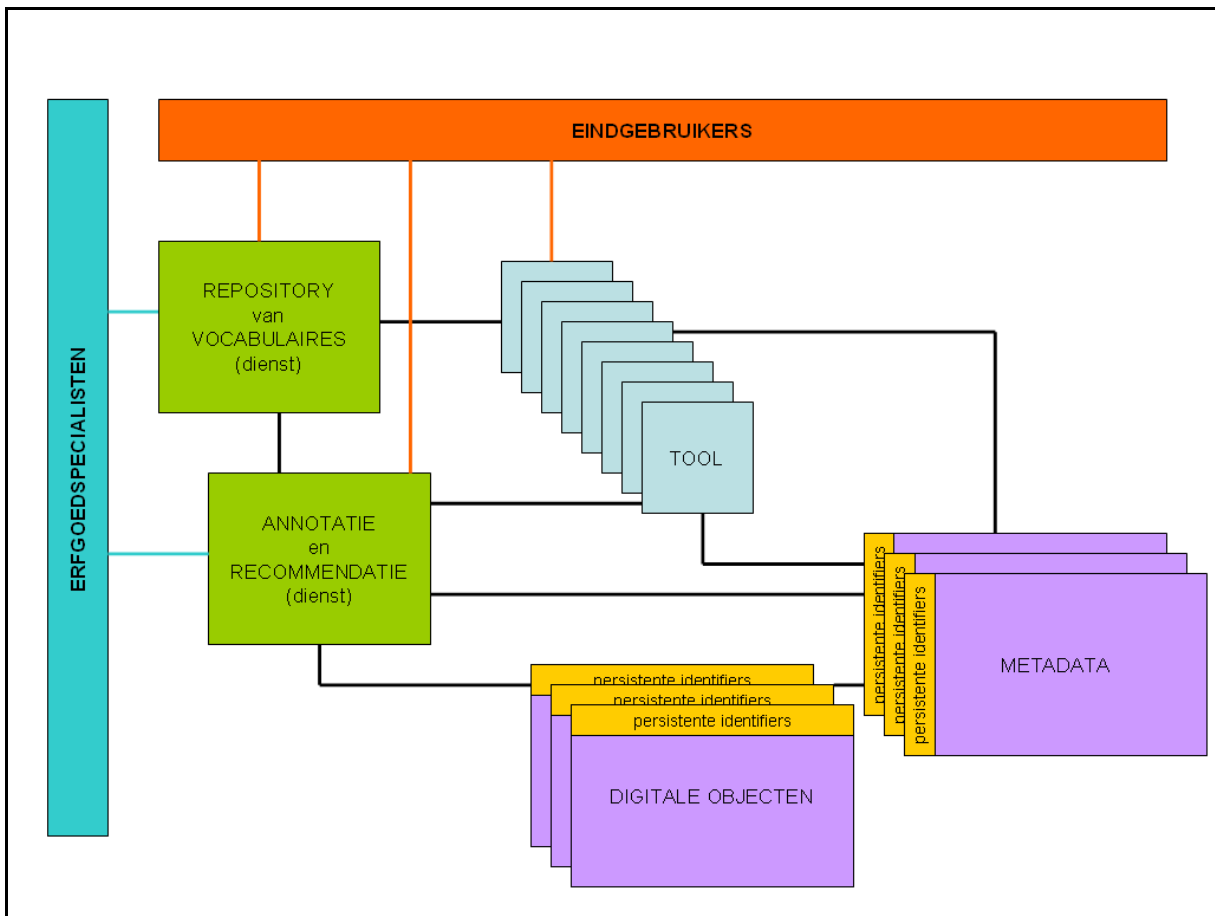 EINDGEBRUIKERS
ERFGOEDSPECIALISTEN
REPOSITORY
van
VOCABULAIRES
(dienst)
TOOL
ANNOTATIE
en
RECOMMENDATIE
(dienst)
persistente identifiers
persistente identifiers
persistente identifiers
METADATA
persistente identifiers
persistente identifiers
persistente identifiers
DIGITALE OBJECTEN